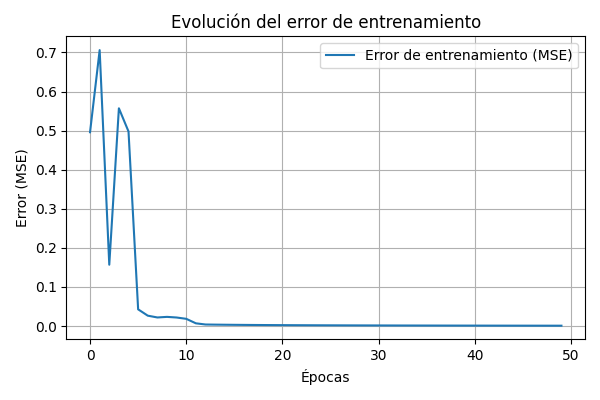 Evolución del error de entrenamiento
Error de entrenamiento (MSE)
Error (MSE)
0.7
0.6
0.5
0.4
0.3
0.2
0.1
0.0
0 10 20 30 40 50
Épocas